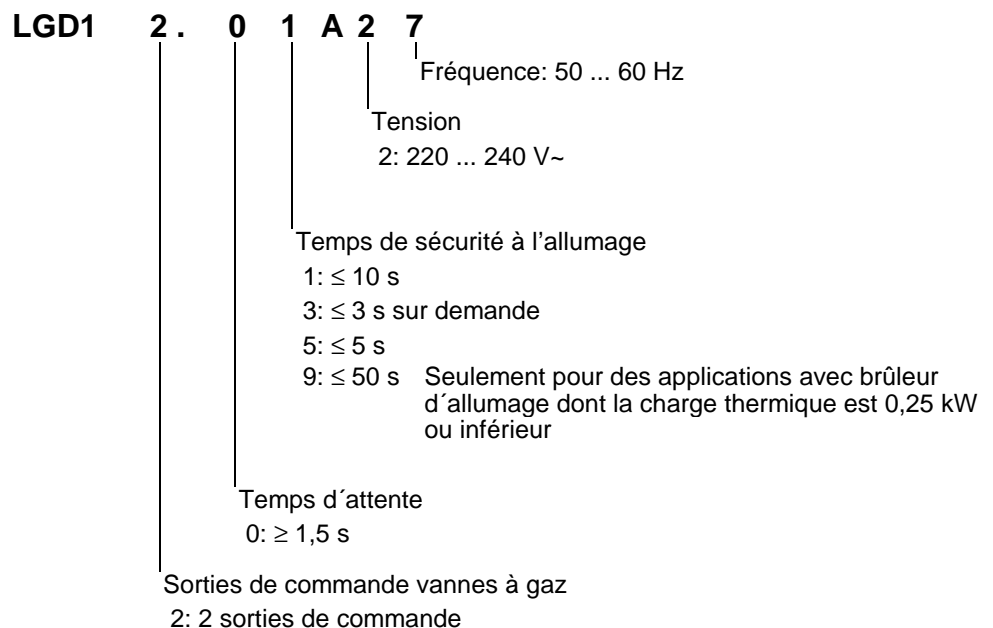 LGD1 2. 0 1 A 2 7
Fréquence: 50 ... 60 Hz
Tension
2: 220 ... 240 V~
Temps de sécurité à l'allumage
1: ≤ 10 s
3: ≤ 3 s sur demande
5: ≤ 5 s
9: ≤ 50 s Seulement pour des applications avec brûleur
d´allumage dont la charge thermique est 0,25 kW
ou inférieur
Temps d´attente
0: ≥ 1,5 s
Sorties de commande vannes à gaz
2: 2 sorties de commande